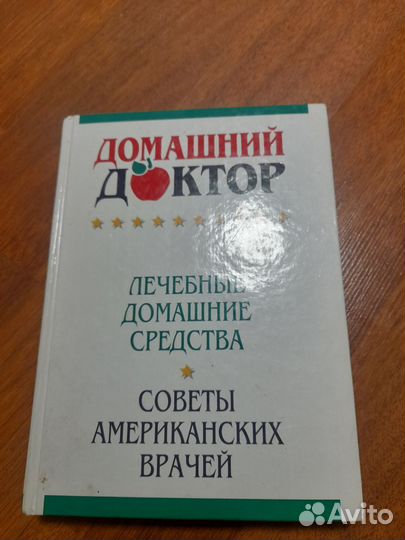 ДОМАШНИЙ
ДОКТОР
ЛЕЧЕБНЫЕ
ДОМАШНИЕ
СРЕДСТВА
СОВЕТЫ
АМЕРИКАНСКИХ
ВРАЧЕЙ
Avito